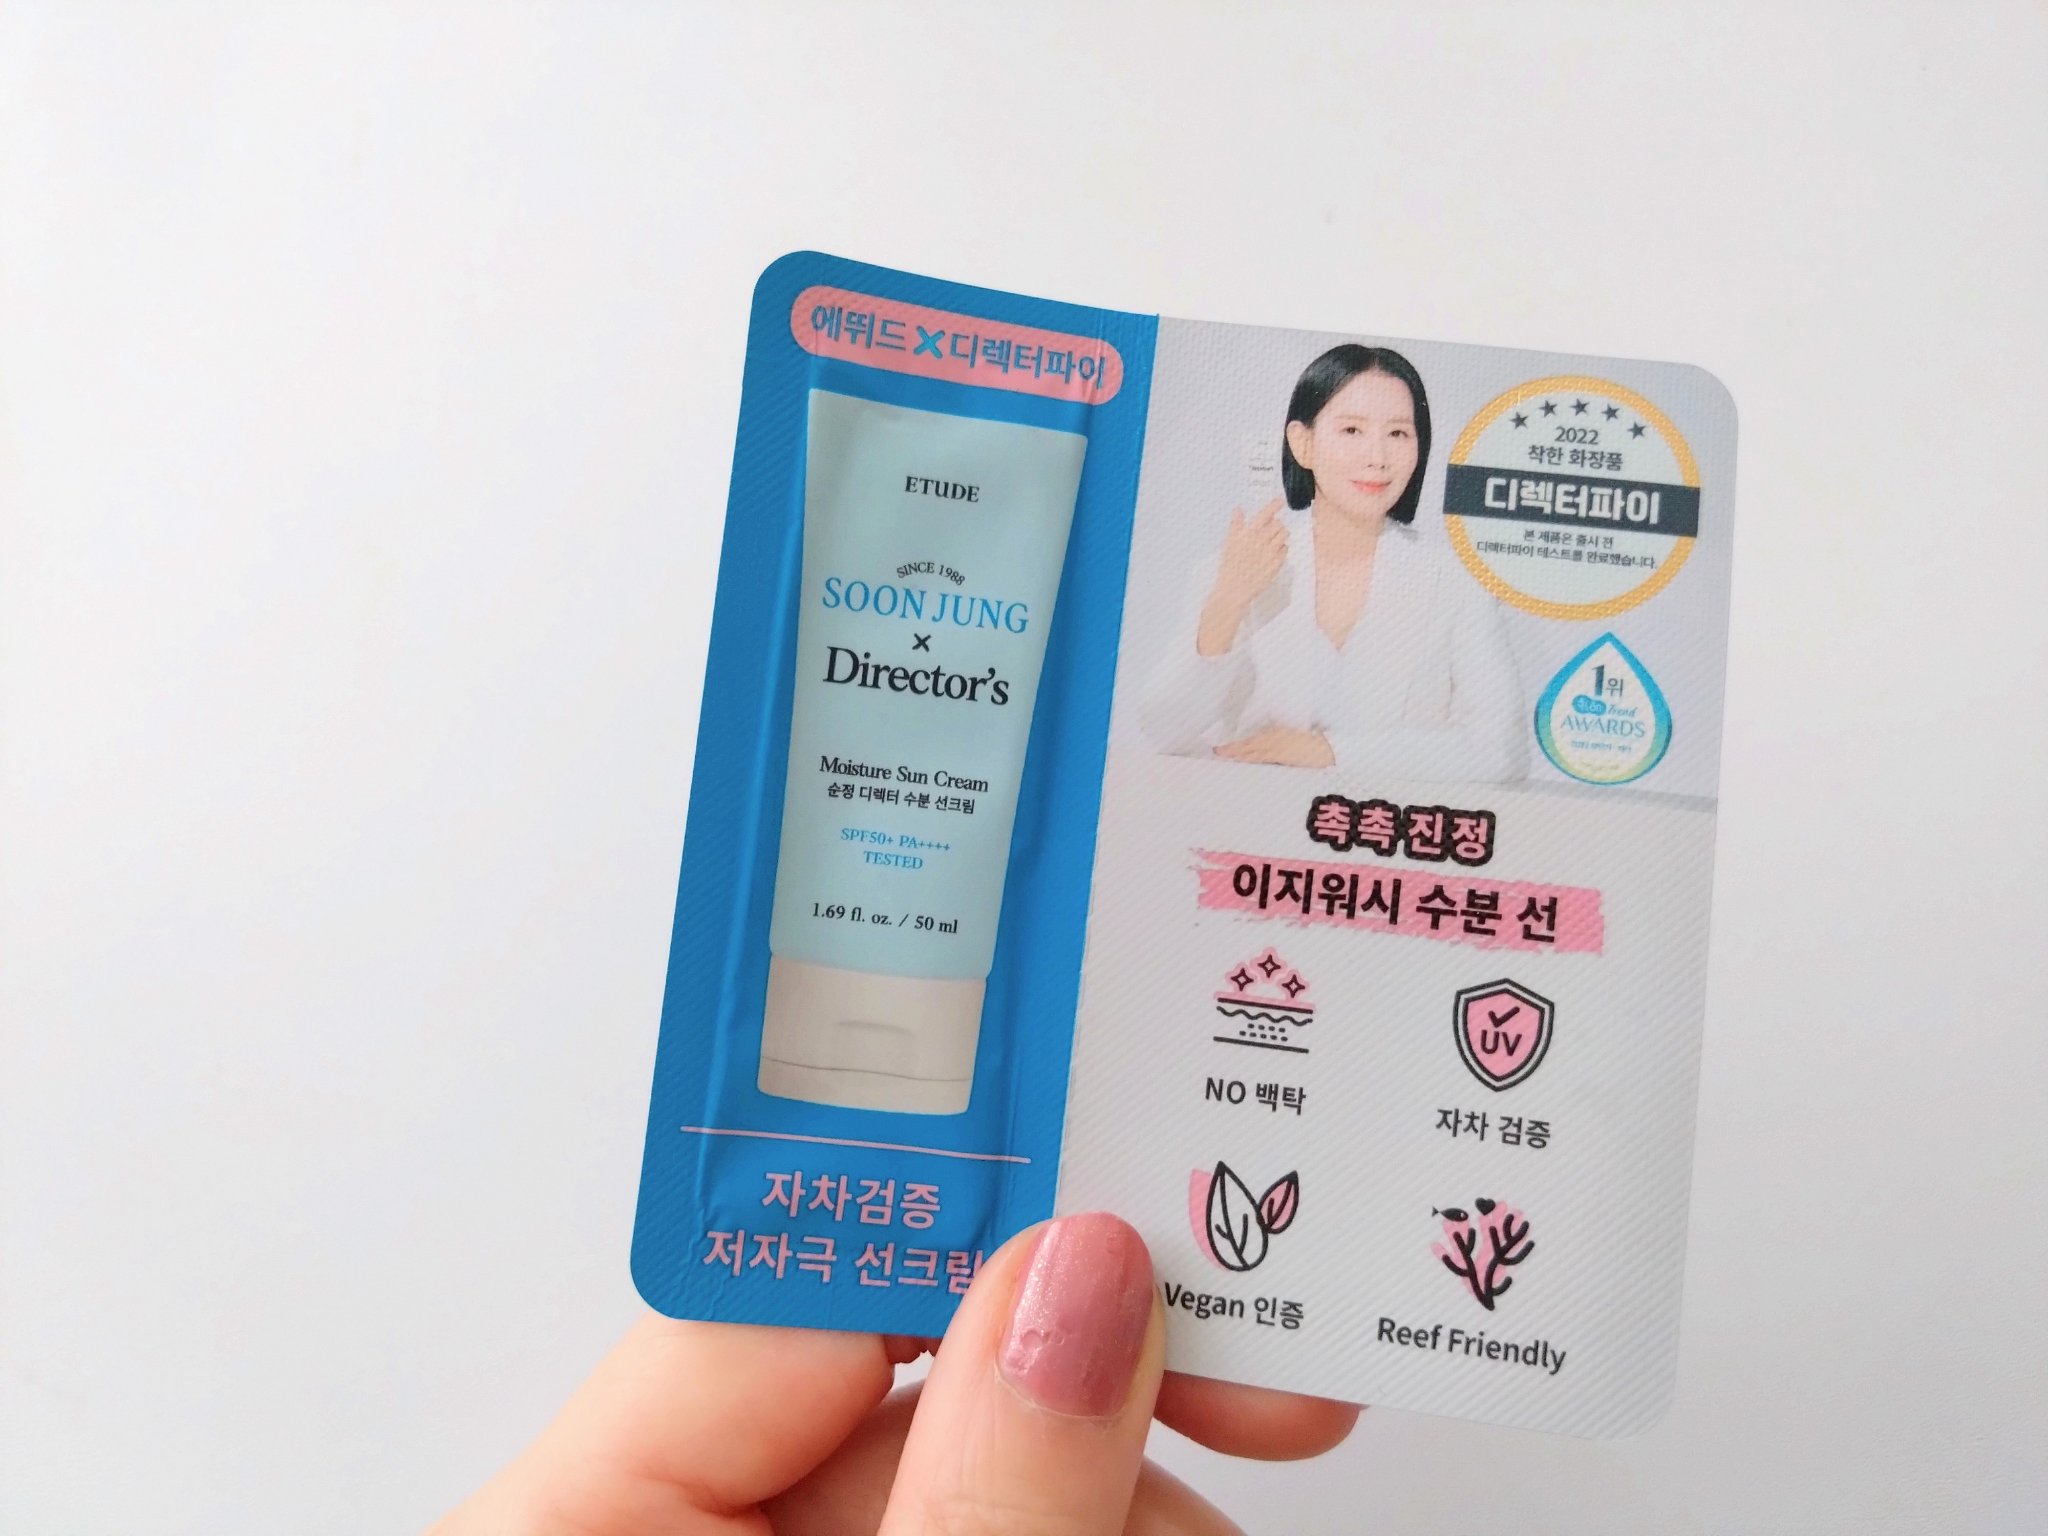 에뛰드 X 디렉터파이
ETUDE
SINCE 1988
SOON JUNG
×
Director's
Moisture Sun Cream
순정 디렉터 수분 선크림
SPF50+ PA++++
TESTED
1.69 fl. oz. / 50 ml
자차검증
저자극 선크림
2022
착한 화장품
디렉터파이
본 제품은 출시 전
디렉터파이 테스트를 완료했습니다.
1위
Trend
AWARDS
촉촉 진정
이지워시 수분 선
NO 백탁
UV
자차 검증
Vegan 인증
Reef Friendly